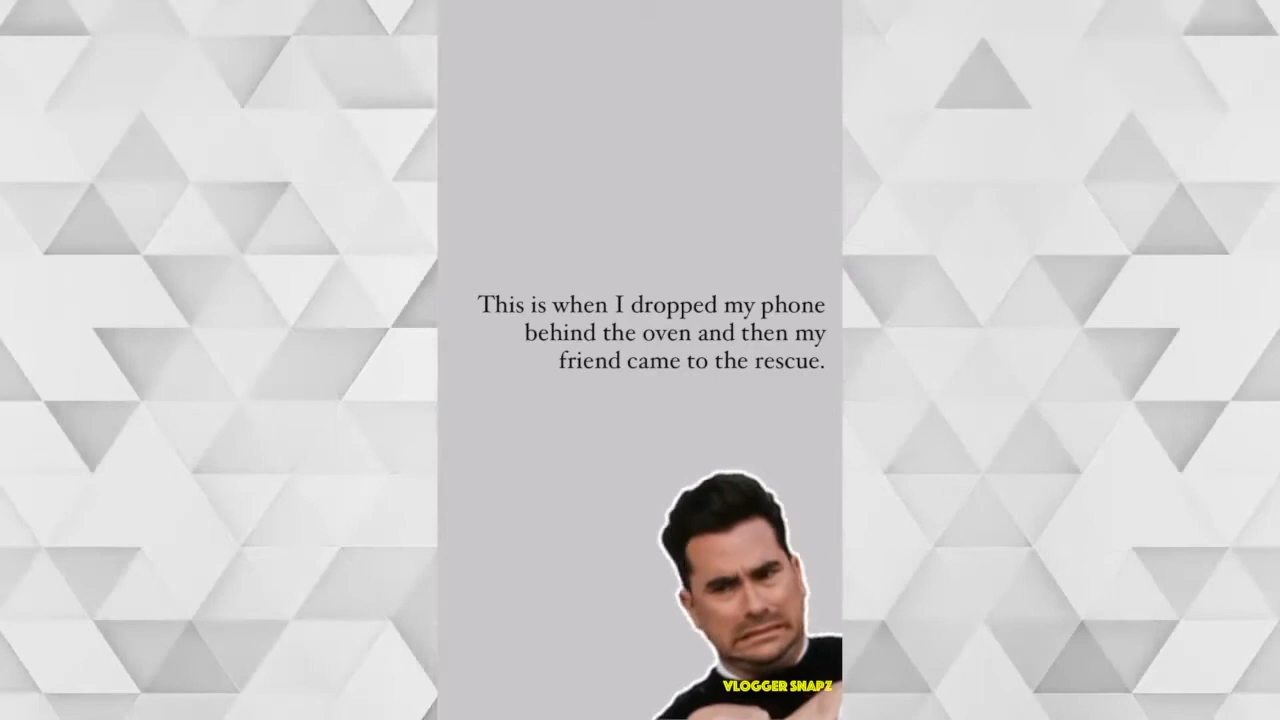 This is when I dropped my phone
behind the oven and then my
friend came to the rescue.
VLOGGER SNAPZ